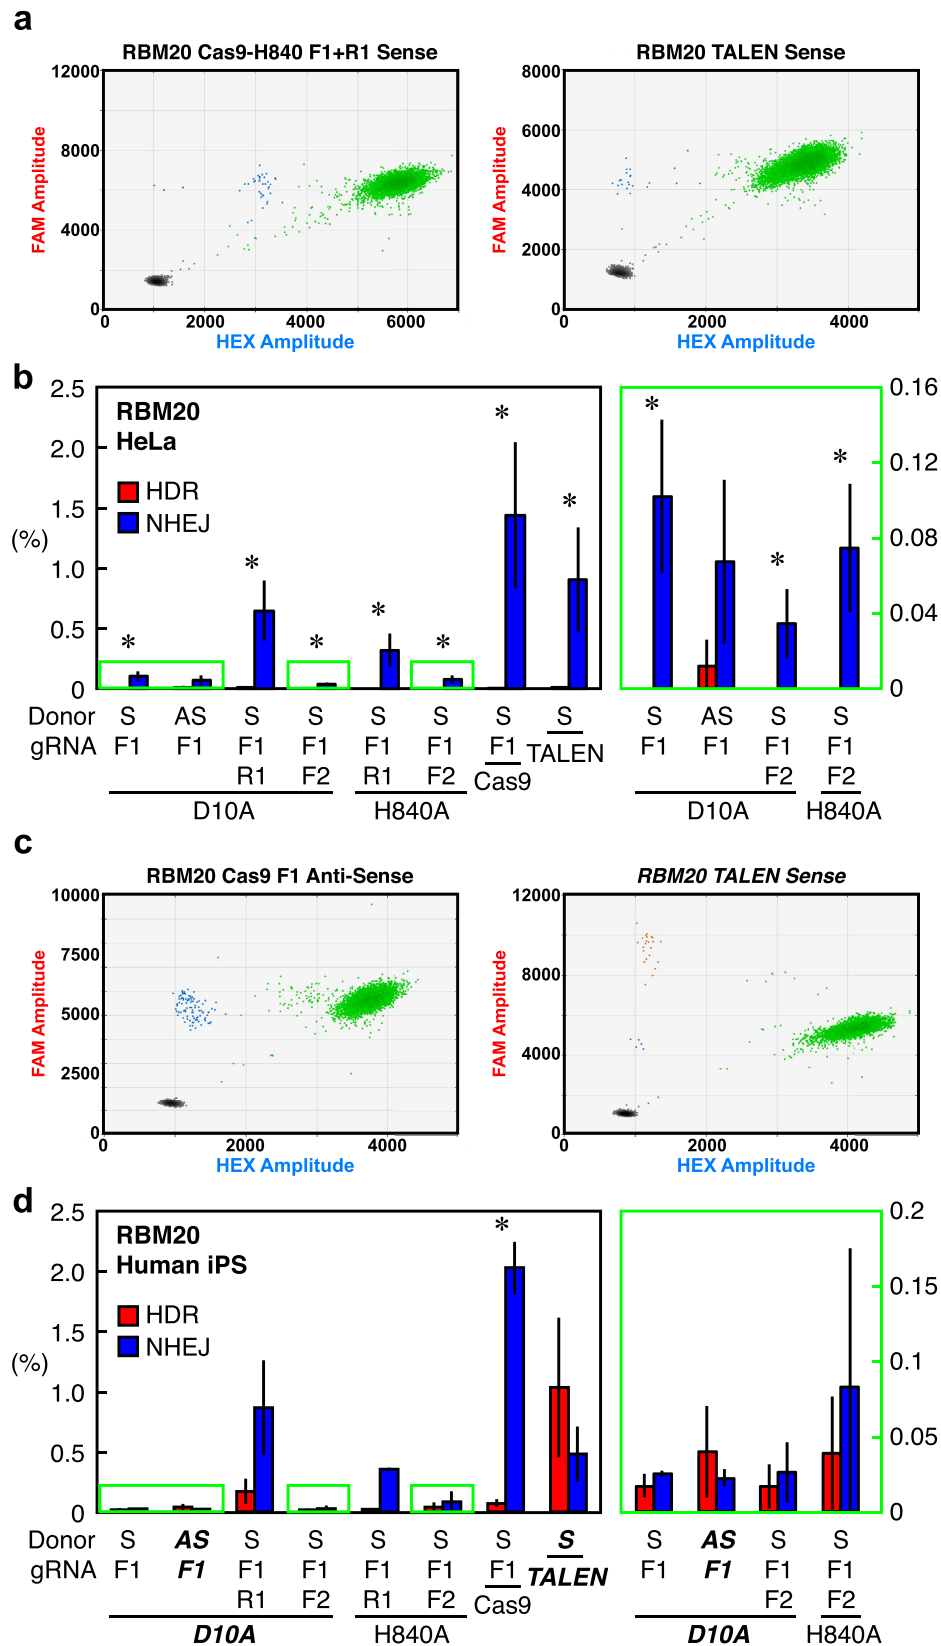 a
RBM20 Cas9-H840 F1+R1 Sense
12000
8000
4000
0
FAM Amplitude
0 2000 4000 6000
HEX Amplitude
RBM20 TALEN Sense
8000
6000
4000
2000
0
FAM Amplitude
0 2000 4000
HEX Amplitude
b
RBM20
HeLa
HDR
NHEJ
(%)
2.5
2.0
1.5
1.0
0.5
0
* * * * * * *
* * *
0.16
0.12
0.08
0.04
0
Donor S AS S S S S S S S AS S S
gRNA F1 F1 F1 F1 F1 F1 F1 TALEN F1 F1 F1 F1
R1 F2 R1 F2 Cas9 F2 F2
D10A H840A D10A H840A
c
RBM20 Cas9 F1 Anti-Sense
10000
7500
5000
2500
0
FAM Amplitude
0 2000 4000
HEX Amplitude
RBM20 TALEN Sense
12000
8000
4000
0
FAM Amplitude
0 2000 4000
HEX Amplitude
d
RBM20
Human iPS
HDR
NHEJ
(%)
2.5
2.0
1.5
1.0
0.5
0
*
0.2
0.15
0.1
0.05
0
Donor S AS S S S S S S S AS S S
gRNA F1 F1 F1 F1 F1 F1 F1 TALEN F1 F1 F1 F1
R1 F2 R1 F2 Cas9 F2 F2
D10A H840A D10A H840A